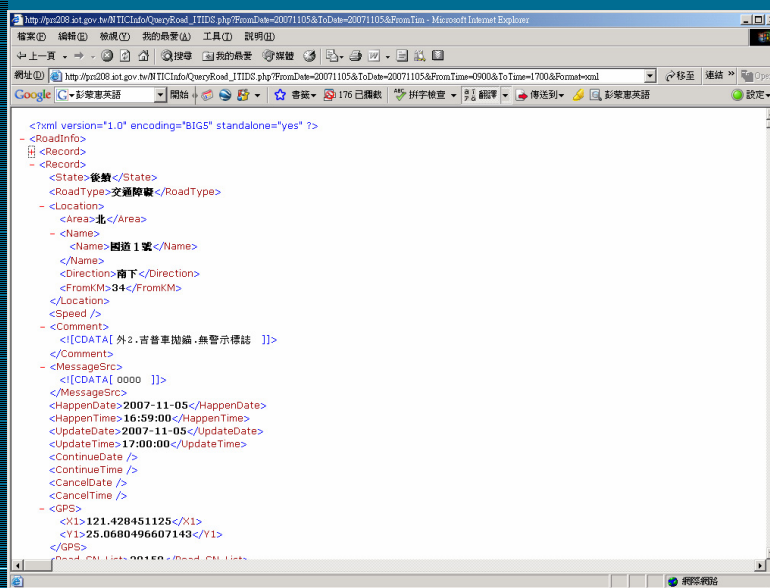 http://prs208.iot.gov.tw/NTICInfo/QueryRoad_ITIDS.php?FromDate=20071105&ToDate=20071105&FromTim - Microsoft Internet Explorer
檔案(F) 編輯(E) 檢視(V) 我的最愛(A) 工具(T) 說明(H)
上一頁 搜尋 我的最愛 媒體
網址(D) http://prs208.iot.gov.tw/NTICInfo/QueryRoad_ITIDS.php?FromDate=20071105&ToDate=20071105&FromTime=0900&ToTime=1700&Format=xml 移至 連結 »
Google 彭蒙惠英語 開始 書籤 176 已攔截 拼字檢查 翻譯 傳送到 彭蒙惠英語 設定
<?xml version="1.0" encoding="BIG5" standalone="yes" ?>
- <RoadInfo>
+ <Record>
- <Record>
<State>後續</State>
<RoadType>交通障礙</RoadType>
- <Location>
<Area>北</Area>
- <Name>
<Name>國道１號</Name>
</Name>
<Direction>南下</Direction>
<FromKM>34</FromKM>
</Location>
<Speed />
- <Comment>
<![CDATA[ 外2.吉普車拋錨.無警示標誌 ]]>
</Comment>
- <MessageSrc>
<![CDATA[ 0000 ]]>
</MessageSrc>
<HappenDate>2007-11-05</HappenDate>
<HappenTime>16:59:00</HappenTime>
<UpdateDate>2007-11-05</UpdateDate>
<UpdateTime>17:00:00</UpdateTime>
<ContinueDate />
<ContinueTime />
<CancelDate />
<CancelTime />
- <GPS>
<X1>121.428451125</X1>
<Y1>25.0680496607143</Y1>
</GPS>
網際網路